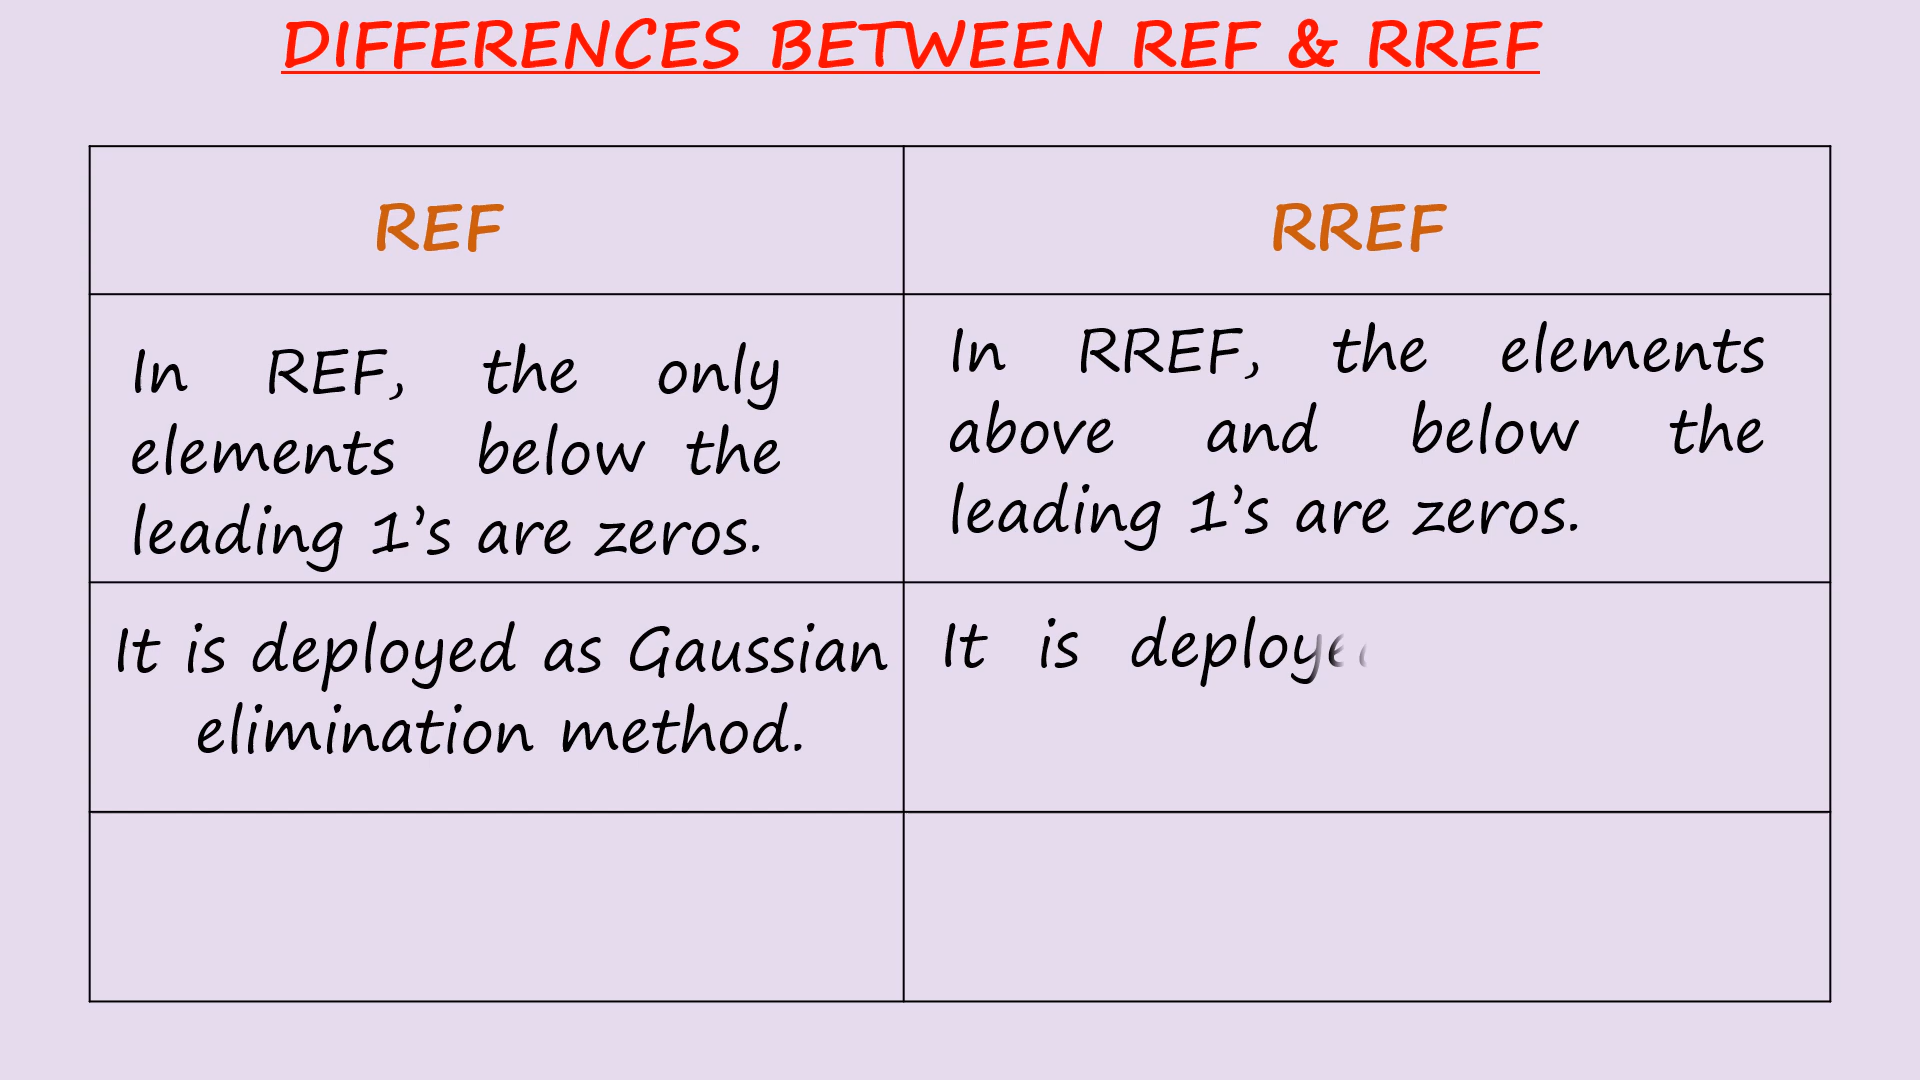 DIFFERENCES BETWEEN REF & RREF
REF
RREF
In REF, the only
elements below the
leading 1's are zeros.
In RREF, the elements
above and below the
leading 1's are zeros.
It is deployed as Gaussian
elimination method.
It is